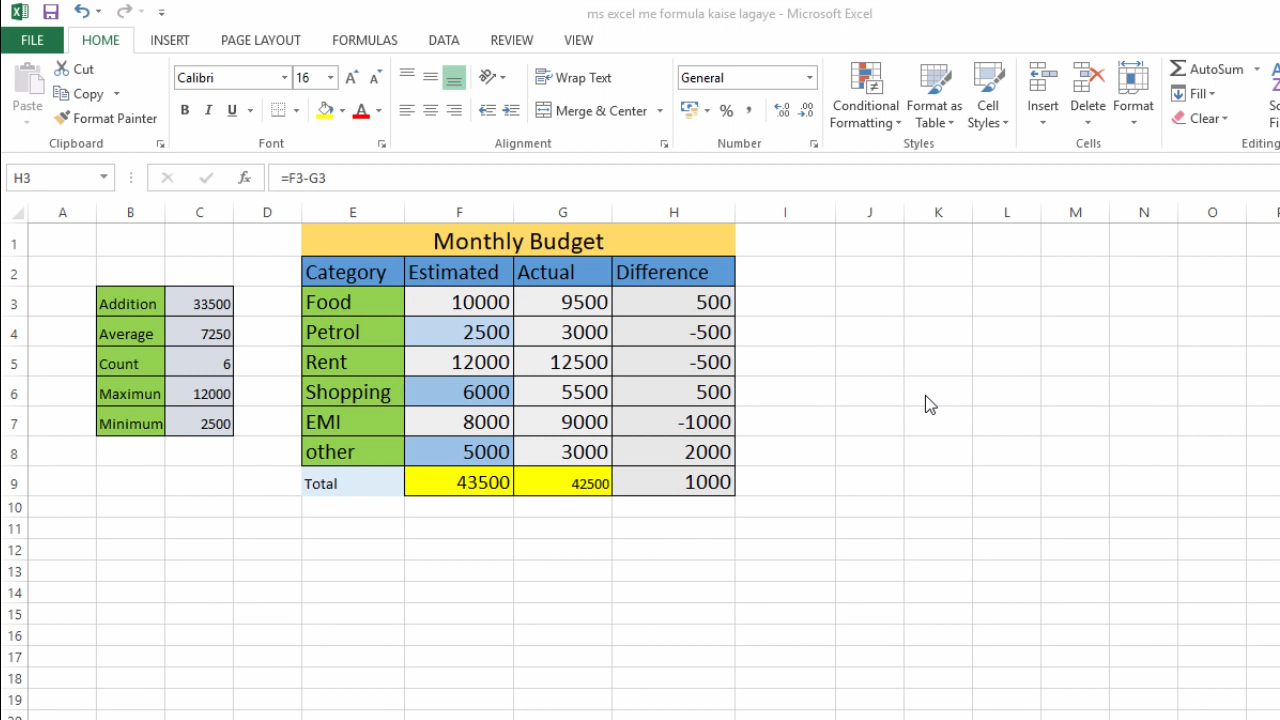 ms excel me formula kaise lagaye - Microsoft Excel
FILE HOME INSERT PAGE LAYOUT FORMULAS DATA REVIEW VIEW
Paste
Cut
Copy
Format Painter
Clipboard
Calibri 16 A A
B I U A
Font
Wrap Text
Merge & Center
Alignment
General
% ,
.0 .00
Number
Conditional Formatting
Format as Table
Cell Styles
Styles
Insert Delete Format
Cells
AutoSum
Fill
Clear
Editing
H3 fx =F3-G3
A B C D E F G H I J K L M N O P
1 Monthly Budget
2 Category Estimated Actual Difference
3 Addition 33500 Food 10000 9500 500
4 Average 7250 Petrol 2500 3000 -500
5 Count 6 Rent 12000 12500 -500
6 Maximun 12000 Shopping 6000 5500 500
7 Minimum 2500 EMI 8000 9000 -1000
8 other 5000 3000 2000
9 Total 43500 42500 1000
10
11
12
13
14
15
16
17
18
19